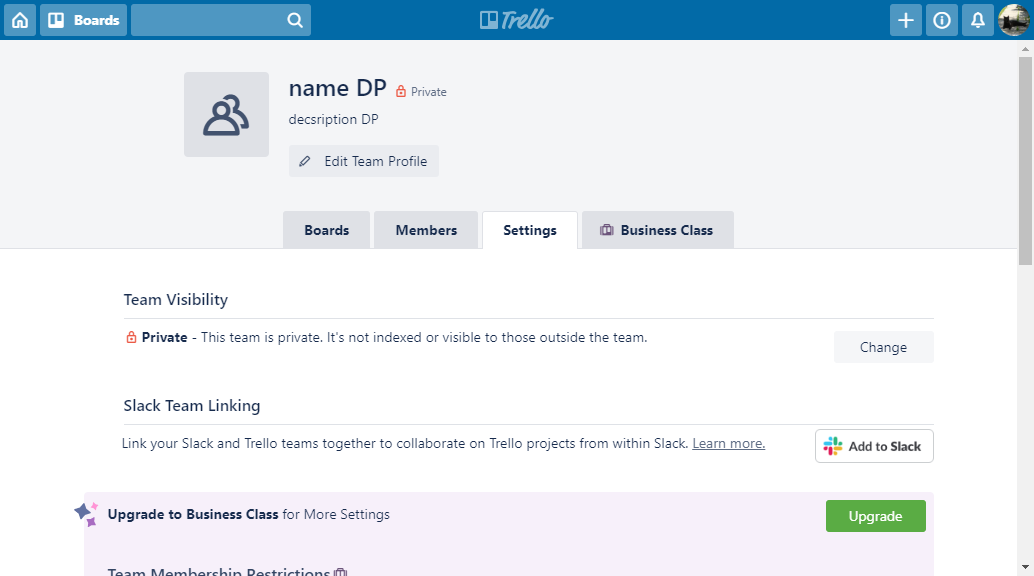 Boards
Trello
name DP Private
decsription DP
Edit Team Profile
Boards Members Settings Business Class
Team Visibility
Private - This team is private. It's not indexed or visible to those outside the team.
Change
Slack Team Linking
Link your Slack and Trello teams together to collaborate on Trello projects from within Slack. Learn more.
Add to Slack
Upgrade to Business Class for More Settings
Upgrade
Team Membership Restrictions